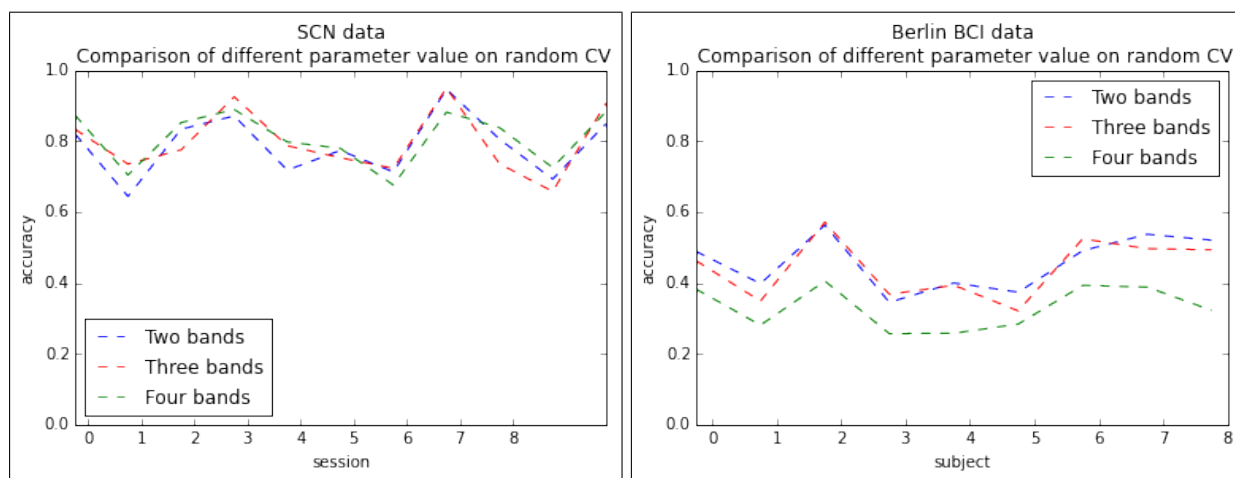 SCN data
Comparison of different parameter value on random CV
1.0
0.8
0.6
0.4
0.2
0.0
accuracy
Two bands
Three bands
Four bands
0 1 2 3 4 5 6 7 8
session
Berlin BCI data
Comparison of different parameter value on random CV
1.0
0.8
0.6
0.4
0.2
0.0
accuracy
Two bands
Three bands
Four bands
0 1 2 3 4 5 6 7 8
subject